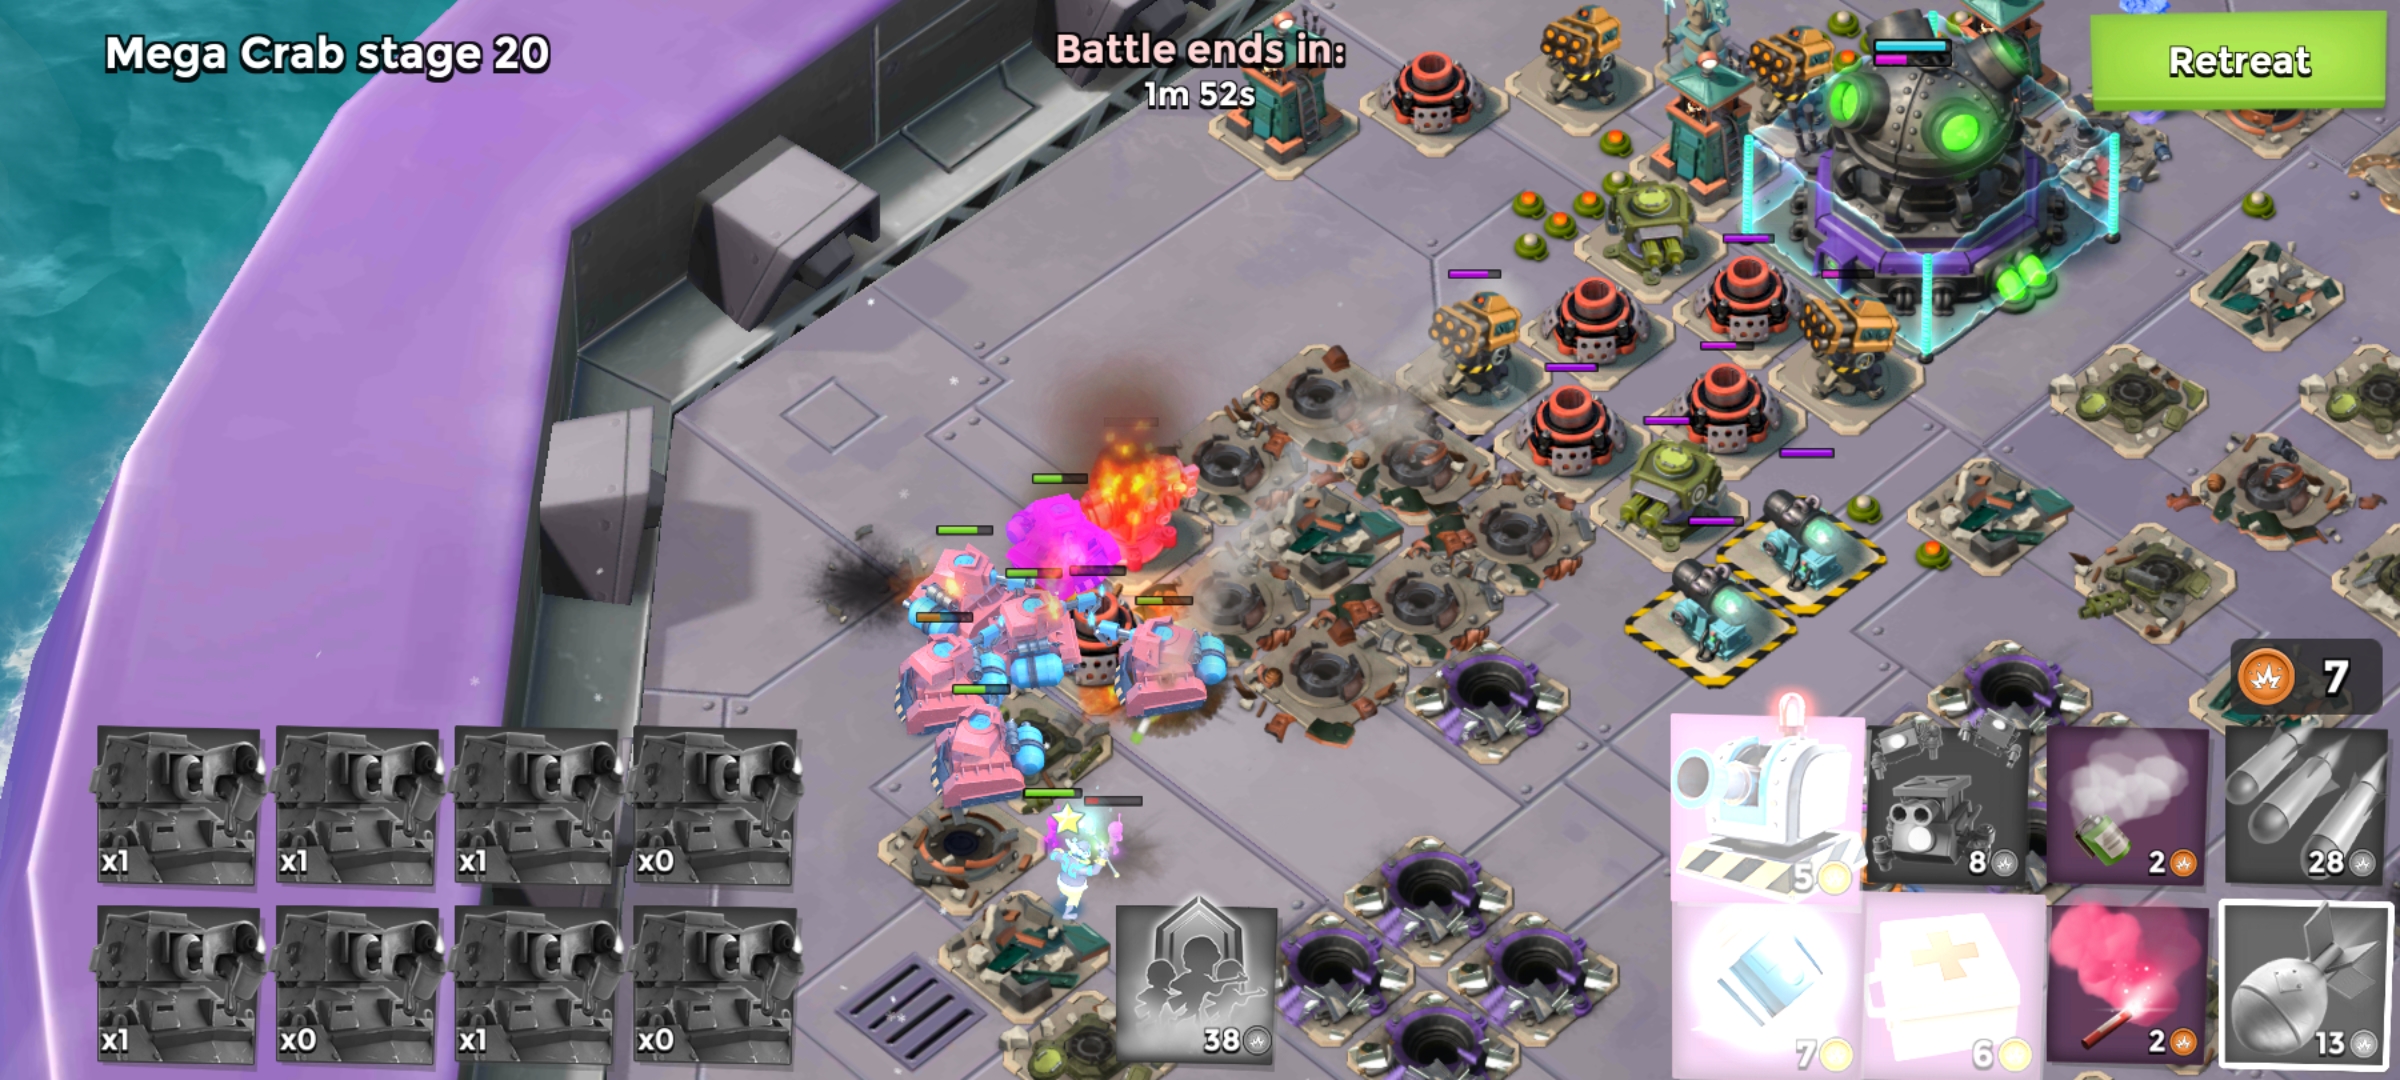 Mega Crab stage 20
Battle ends in:
1m 52s
Retreat
7
x1
x1
x1
x0
5
8
2
28
x1
x0
x1
x0
38
7
6
2
13